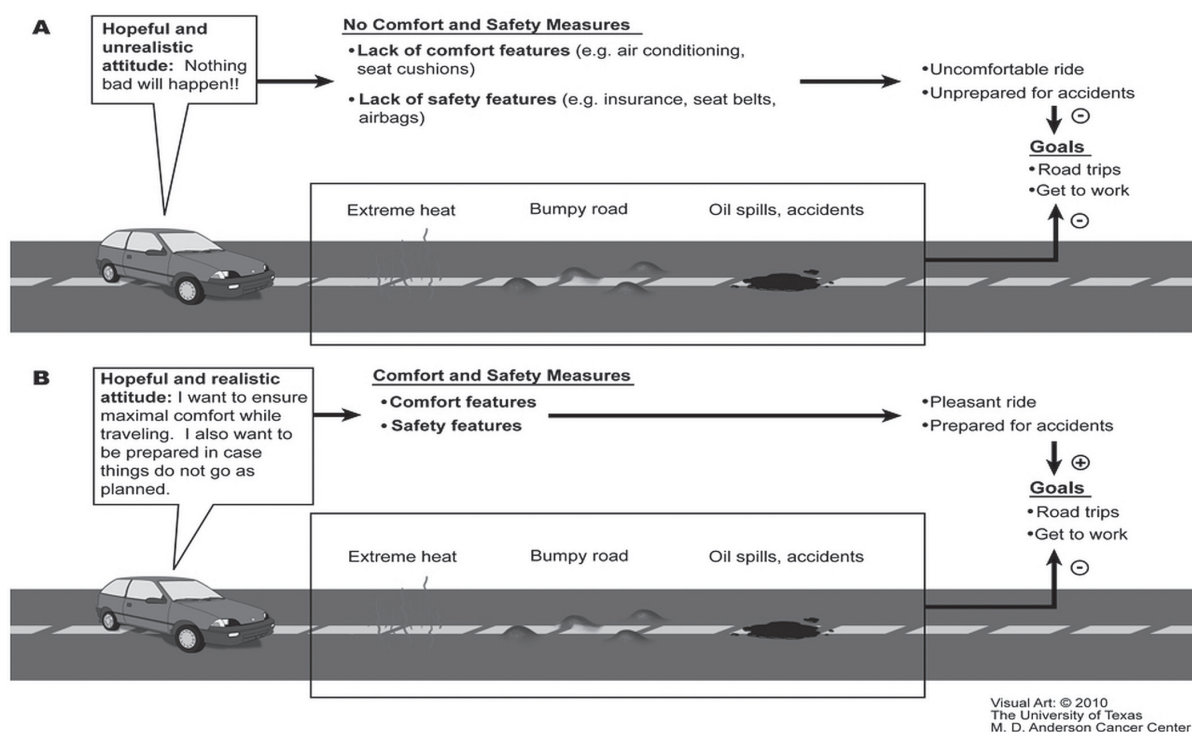 A
Hopeful and
unrealistic
attitude: Nothing
bad will happen!!
No Comfort and Safety Measures
•Lack of comfort features (e.g. air conditioning,
seat cushions)
•Lack of safety features (e.g. insurance, seat belts,
airbags)
•Uncomfortable ride
•Unprepared for accidents
-
Goals
•Road trips
•Get to work
-
Extreme heat
Bumpy road
Oil spills, accidents
B
Hopeful and realistic
attitude: I want to ensure
maximal comfort while
traveling. I also want to
be prepared in case
things do not go as
planned.
Comfort and Safety Measures
•Comfort features
•Safety features
•Pleasant ride
•Prepared for accidents
+
Goals
•Road trips
•Get to work
-
Extreme heat
Bumpy road
Oil spills, accidents
Visual Art: © 2010
The University of Texas
M. D. Anderson Cancer Center